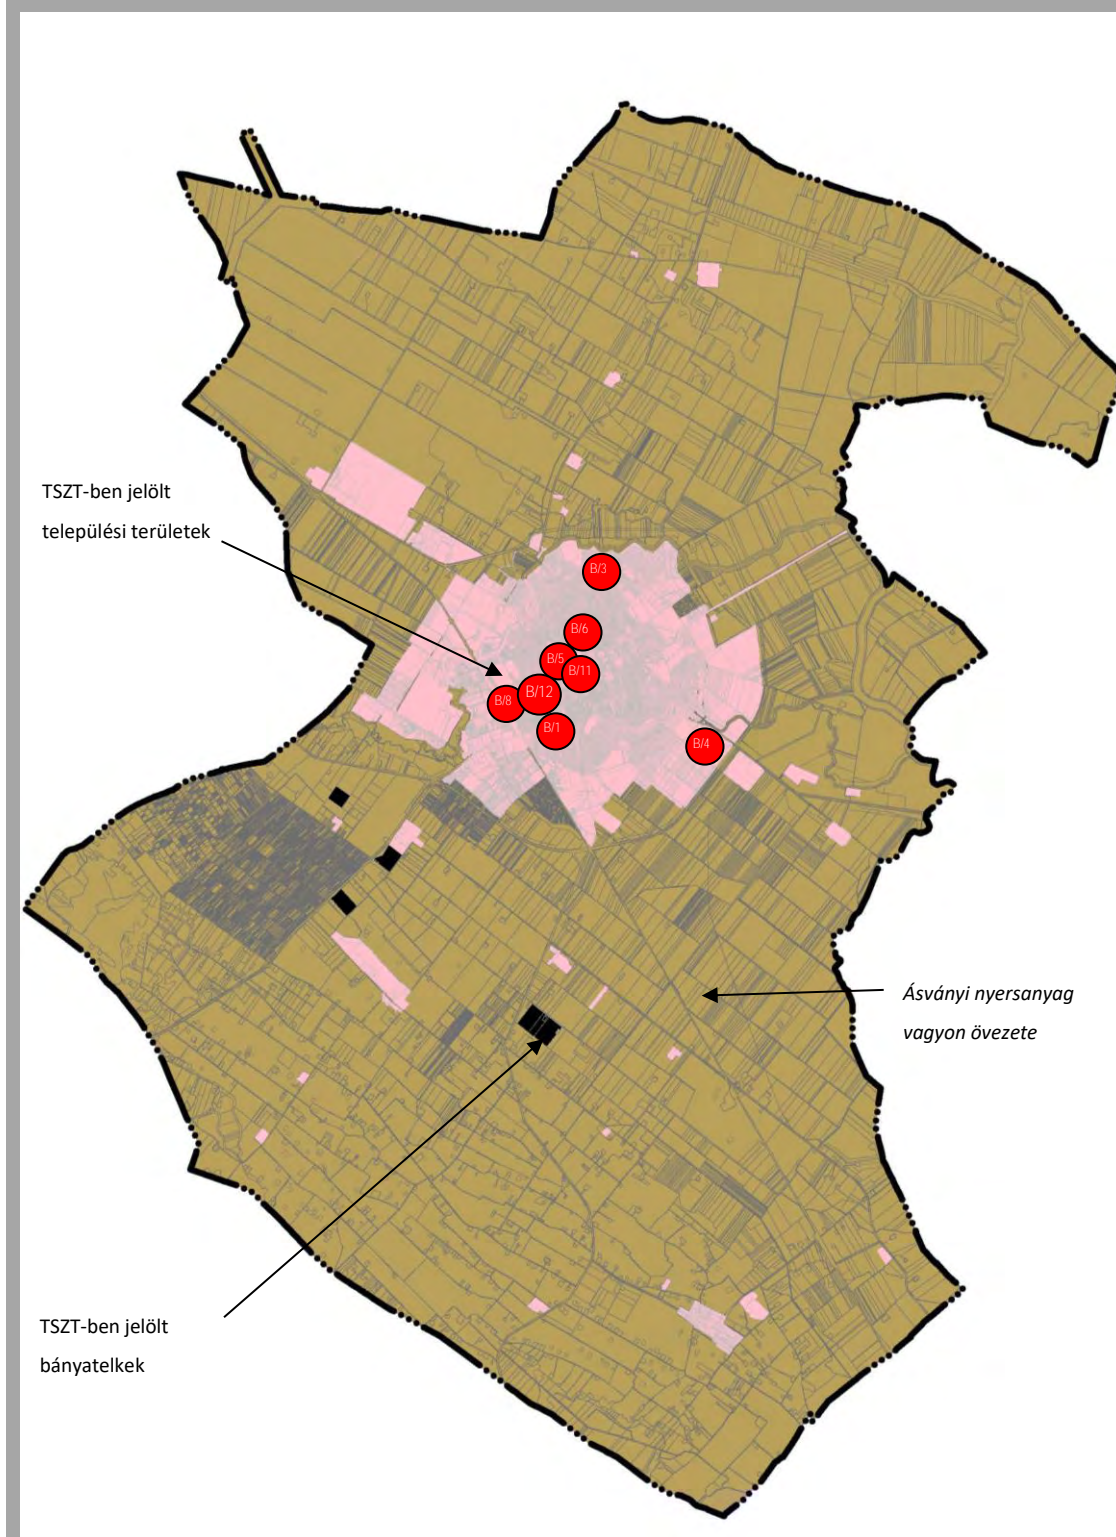 TSZT-ben jelölt
települési területek
B/3
B/6
B/5
B/11
B/12
B/8
B/1
B/4
Ásványi nyersanyag
vagyon övezete
TSZT-ben jelölt
bányatelkek